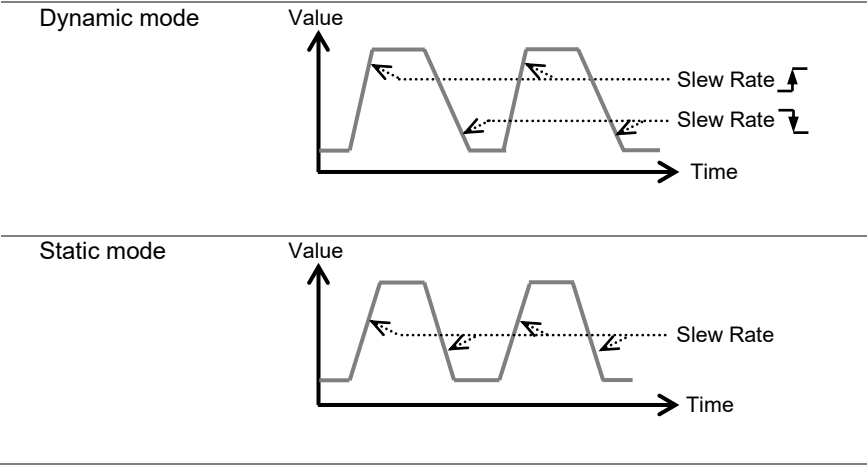 Dynamic mode
Value
Slew Rate
Slew Rate
Time
Static mode
Value
Slew Rate
Time